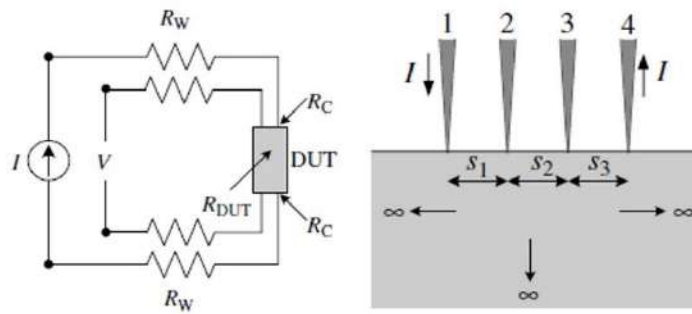 R_W
I
V
R_C
DUT
R_DUT
R_C
R_W
1 2 3 4
I I
s_1 s_2 s_3
∞ ∞
∞